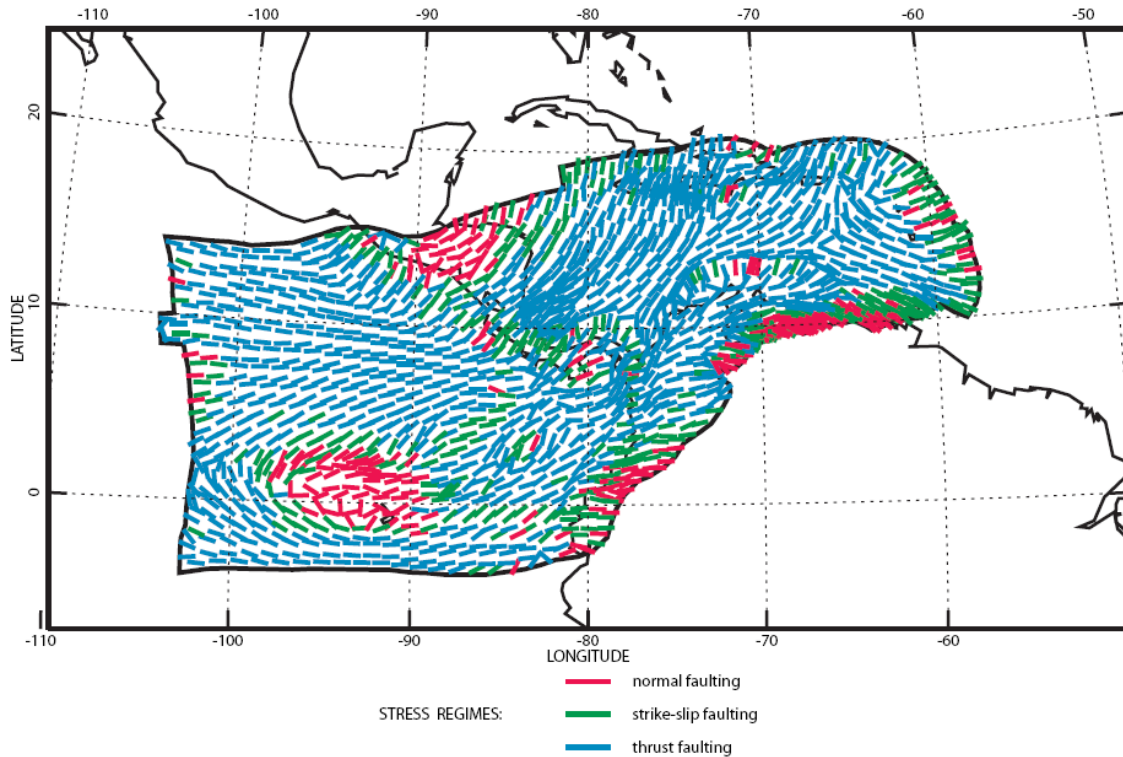 -110 -100 -90 -80 -70 -60 -50
20
10
LATITUDE
0
-110 -100 -90 -80 -70 -60
LONGITUDE
normal faulting
STRESS REGIMES: strike-slip faulting
thrust faulting